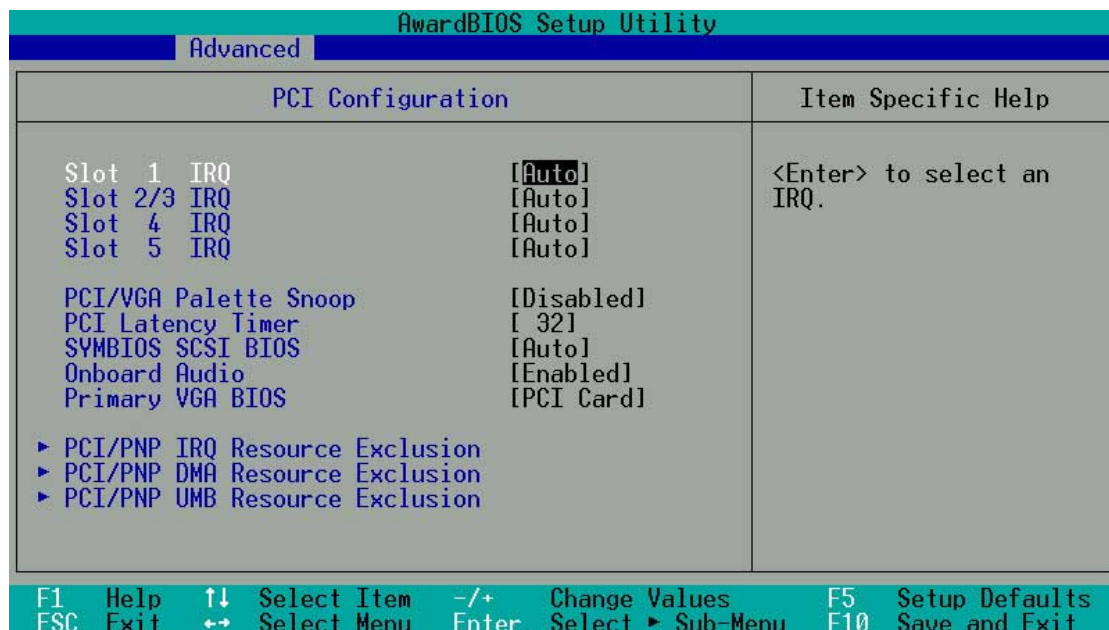 AwardBIOS Setup Utility
Advanced
PCI Configuration
Item Specific Help
Slot 1 IRQ [Auto]
Slot 2/3 IRQ [Auto]
Slot 4 IRQ [Auto]
Slot 5 IRQ [Auto]
PCI/VGA Palette Snoop [Disabled]
PCI Latency Timer [ 32]
SYMBIOS SCSI BIOS [Auto]
Onboard Audio [Enabled]
Primary VGA BIOS [PCI Card]
► PCI/PNP IRQ Resource Exclusion
► PCI/PNP DMA Resource Exclusion
► PCI/PNP UMB Resource Exclusion
<Enter> to select an
IRQ.
F1 Help ↑↓ Select Item -/+ Change Values F5 Setup Defaults
ESC Exit ←→ Select Menu Enter Select ► Sub-Menu F10 Save and Exit